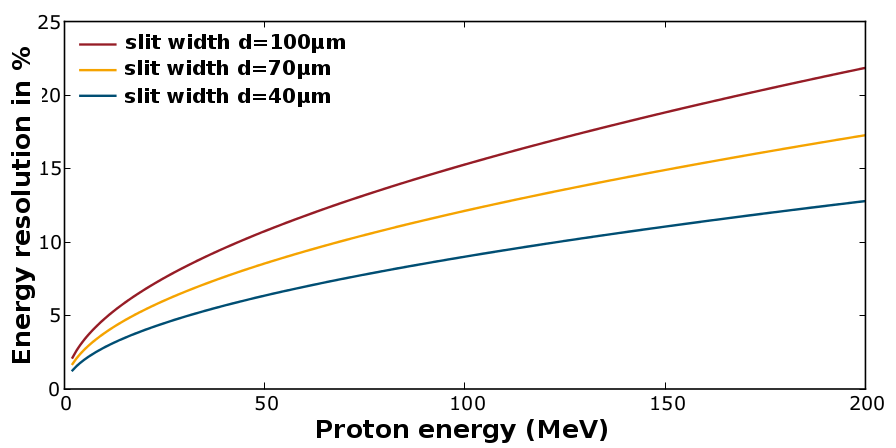 25
20
15
10
5
0
Energy resolution in %
slit width d=100μm
slit width d=70μm
slit width d=40μm
0 50 100 150 200
Proton energy (MeV)